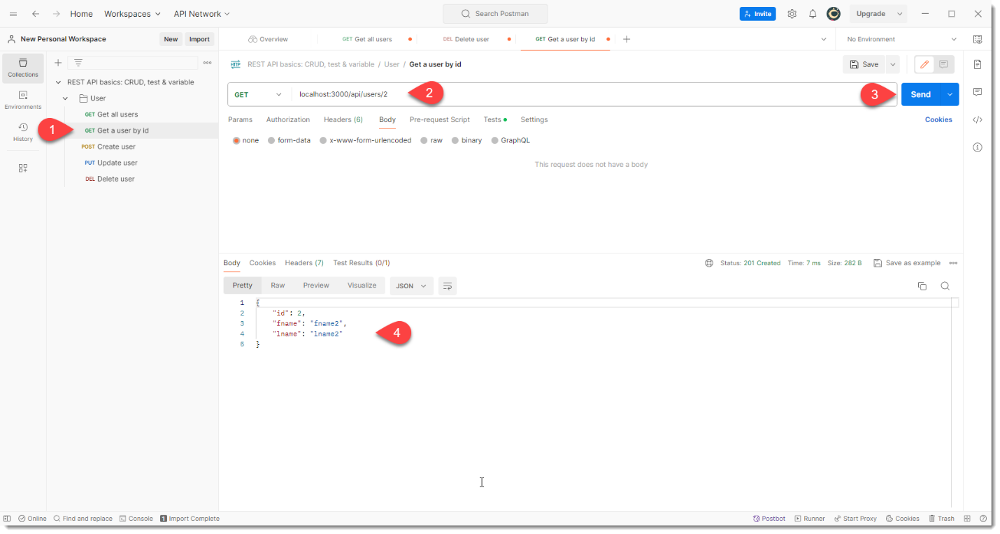 Home Workspaces API Network Search Postman Invite Upgrade
New Personal Workspace New Import Overview GET Get all users DEL Delete user GET Get a user by id No Environment
Collections
Environments
History
REST API basics: CRUD, test & variable
User
GET Get all users
GET Get a user by id
POST Create user
PUT Update user
DEL Delete user
1
HTTP REST API basics: CRUD, test & variable / User / Get a user by id Save
GET localhost:3000/api/users/2 2 3 Send
Params Authorization Headers (6) Body Pre-request Script Tests Settings Cookies
none form-data x-www-form-urlencoded raw binary GraphQL
This request does not have a body
Body Cookies Headers (7) Test Results (0/1) Status: 201 Created Time: 7 ms Size: 282 B Save as example
Pretty Raw Preview Visualize JSON
1 {
2 "id": 2,
3 "fname": "fname2",
4 "lname": "lname2"
5 }
4
Online Find and replace Console 1 Import Complete Postbot Runner Start Proxy Cookies Trash